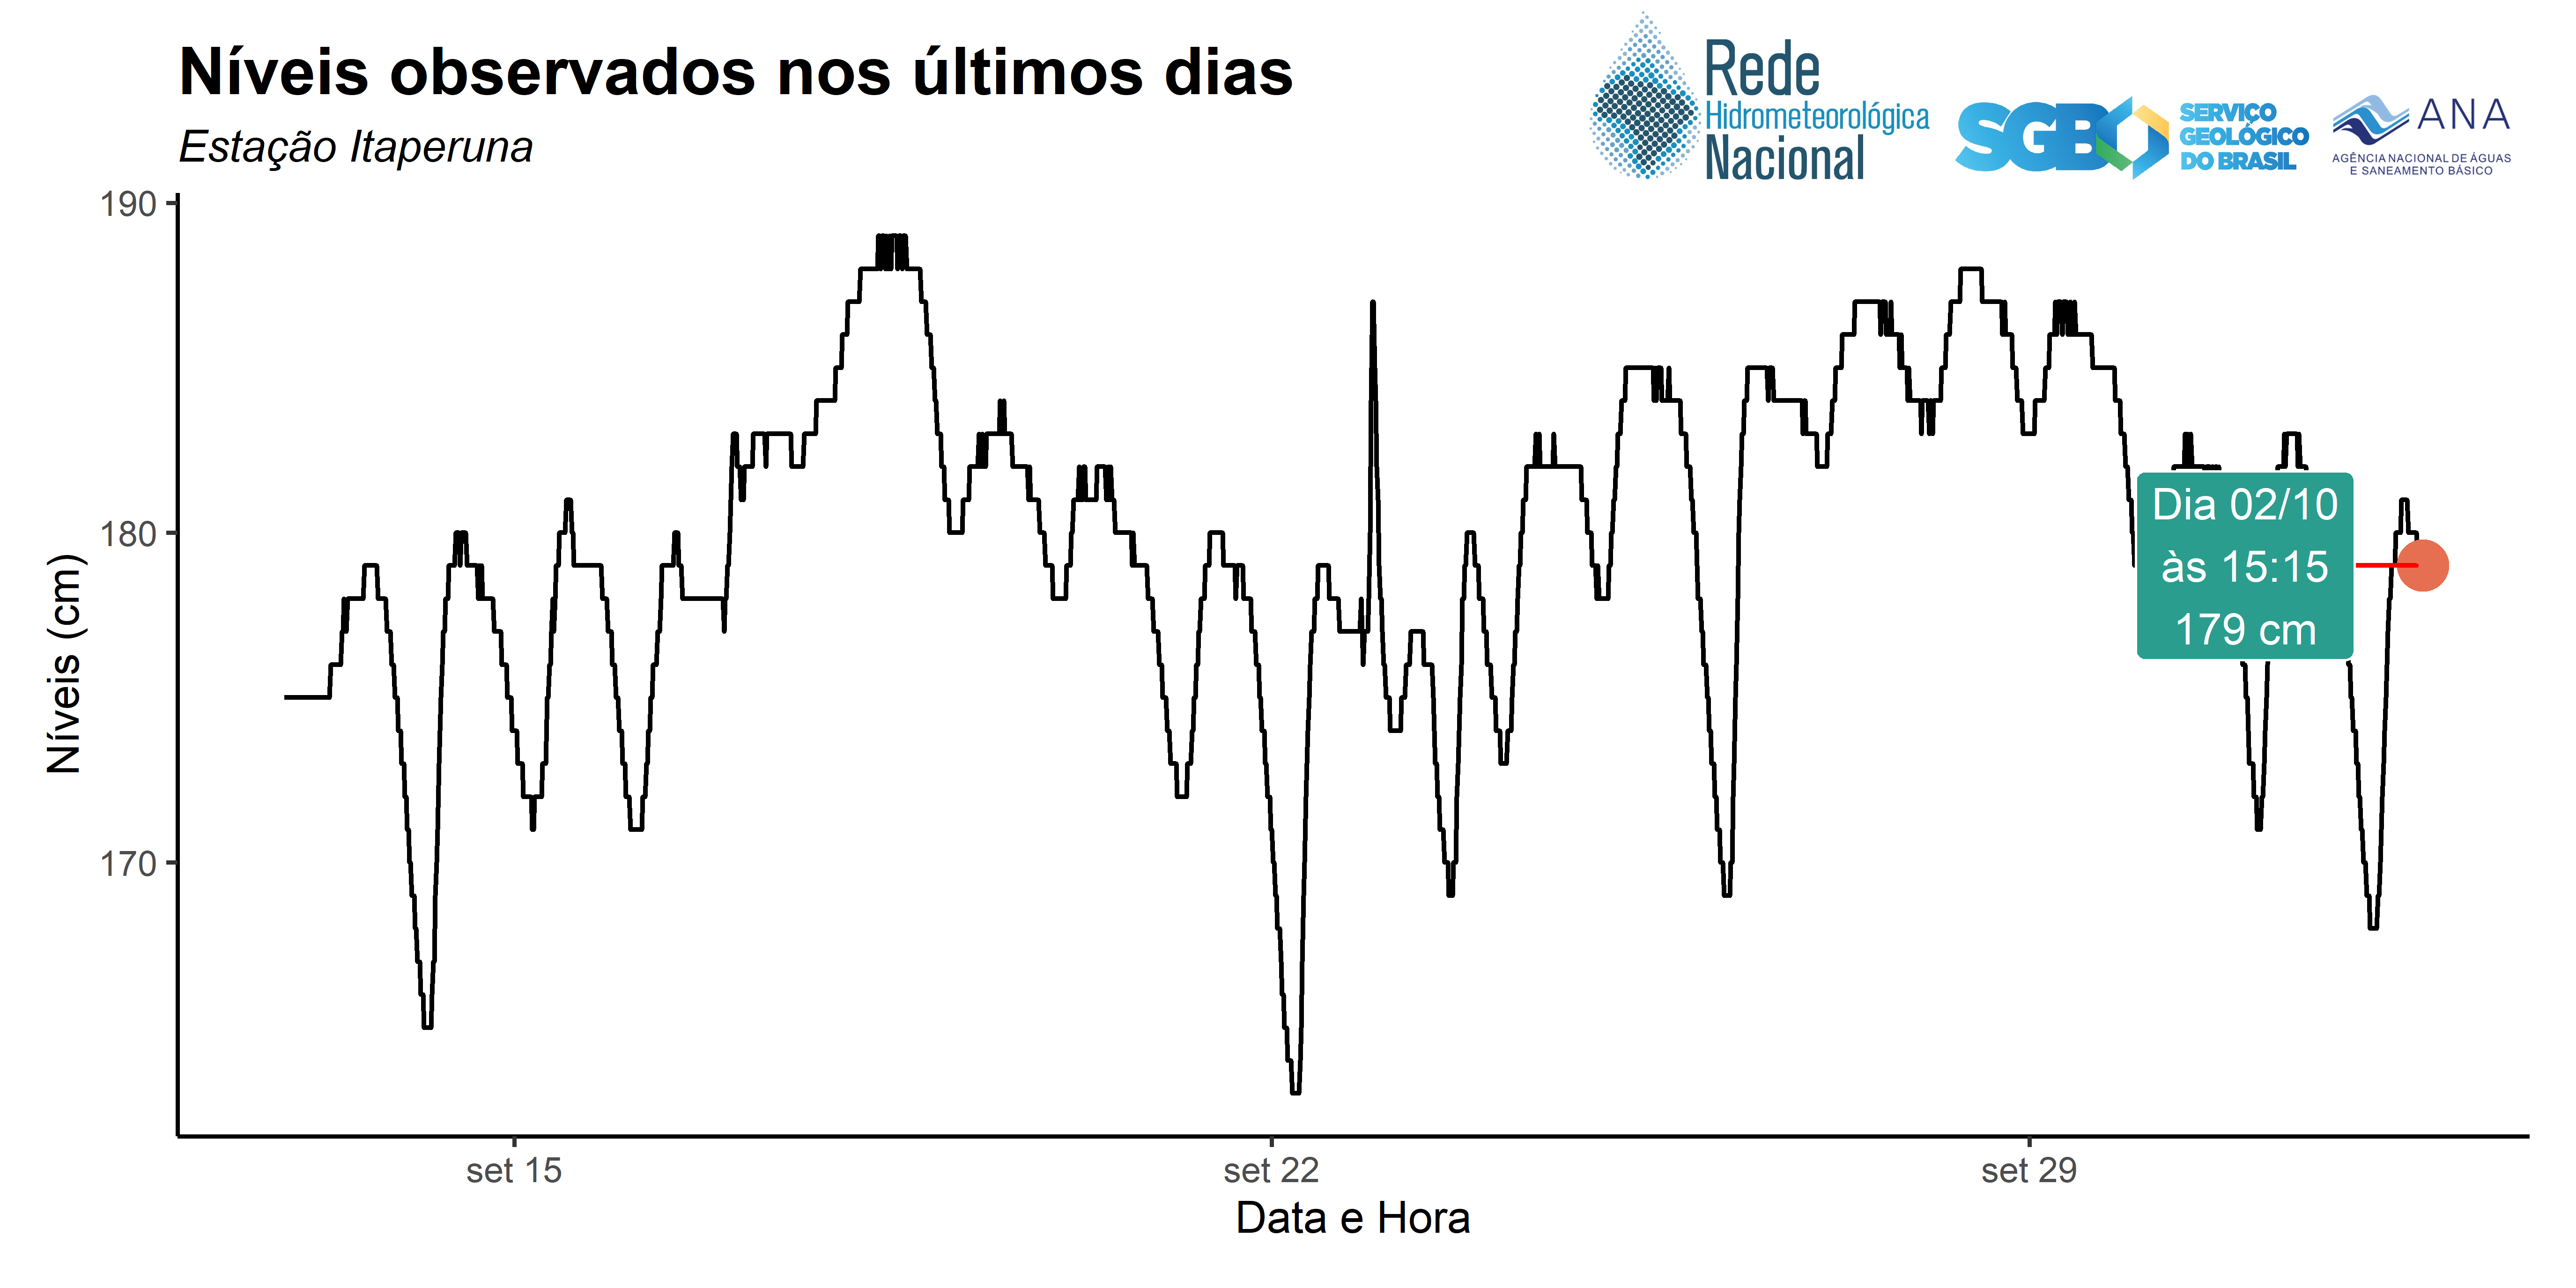 Níveis observados nos últimos dias
Estação Itaperuna
Rede
Hidrometeorológica
Nacional
SGB
SERVIÇO
GEOLÓGICO
DO BRASIL
ANA
AGÊNCIA NACIONAL DE ÁGUAS
E SANEAMENTO BÁSICO
190
180
170
Níveis (cm)
Dia 02/10
às 15:15
179 cm
set 15
set 22
set 29
Data e Hora